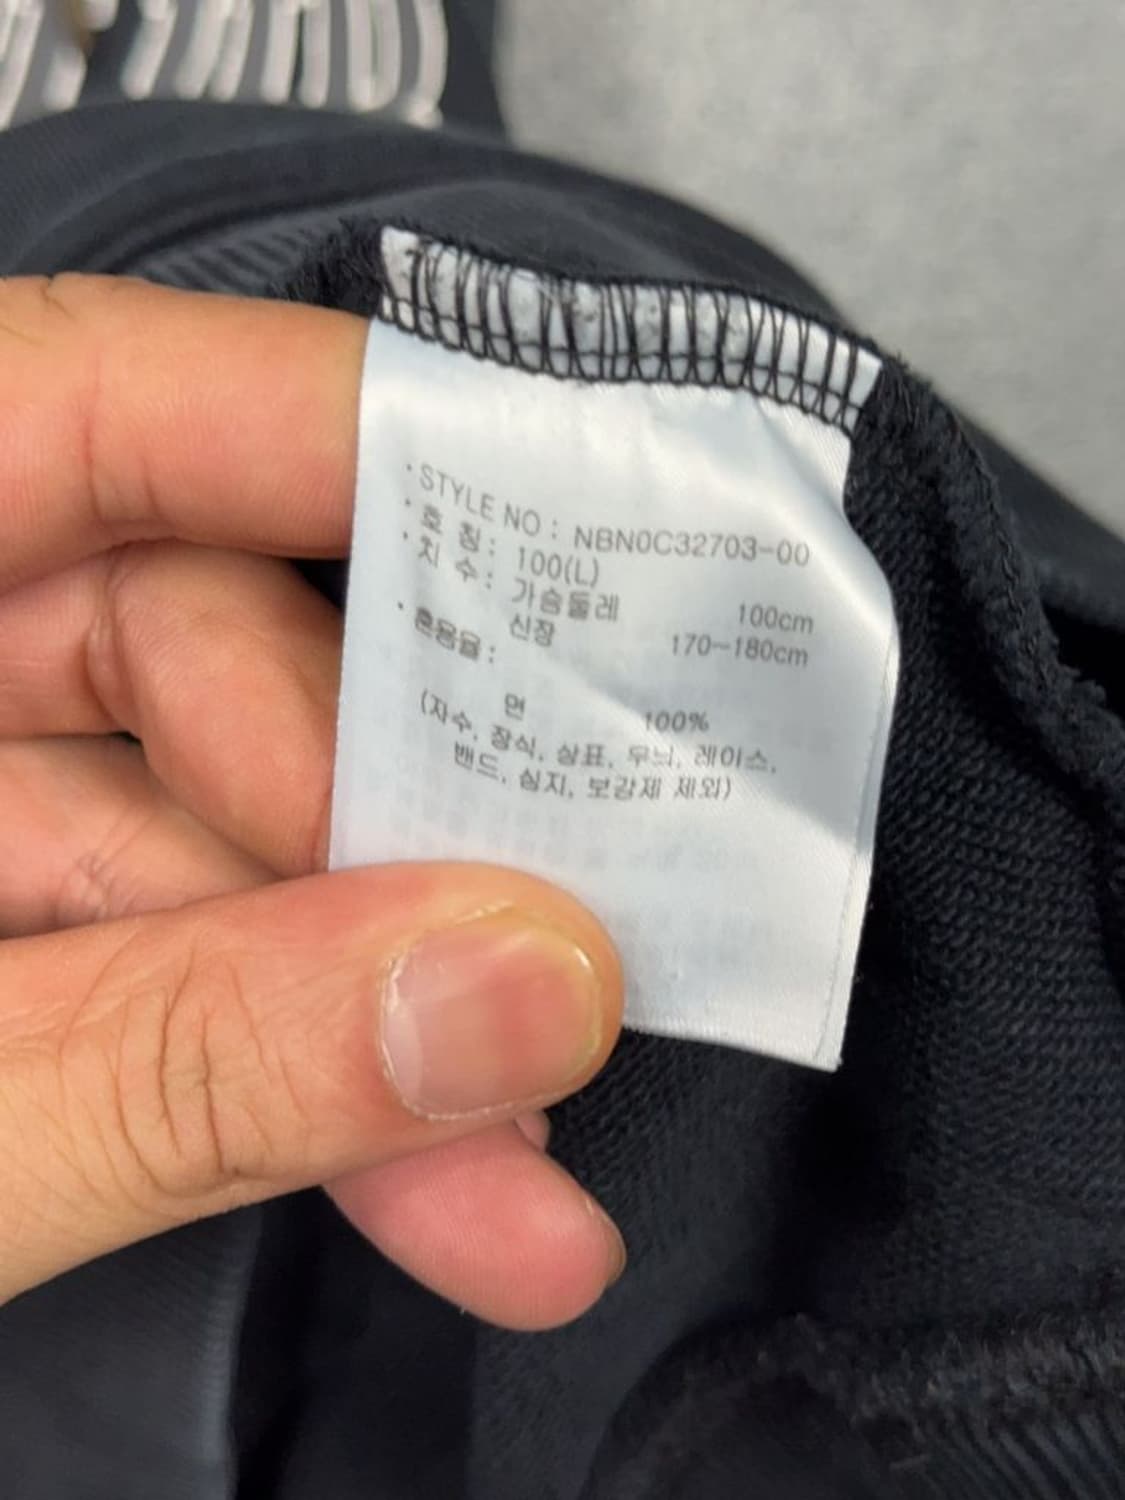 · STYLE NO : NBN0C32703-00
· 호 칭 : 100(L)
· 치 수 : 가슴둘레 100cm
신장 170-180cm
· 혼용율 :
면 100%
(자수, 장식, 상표, 무늬, 레이스,
밴드, 심지, 보강제 제외)